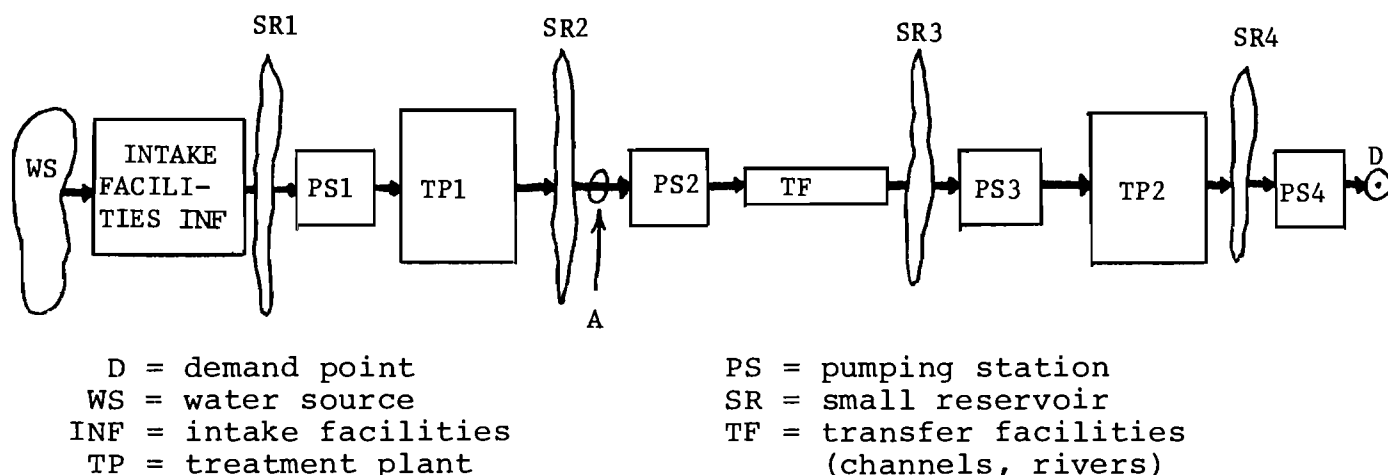 SR1
SR2
SR3
SR4
WS
INTAKE
FACILI-
TIES INF
PS1
TP1
PS2
TF
PS3
TP2
PS4
D
A
D = demand point
WS = water source
INF = intake facilities
TP = treatment plant
PS = pumping station
SR = small reservoir
TF = transfer facilities
(channels, rivers)